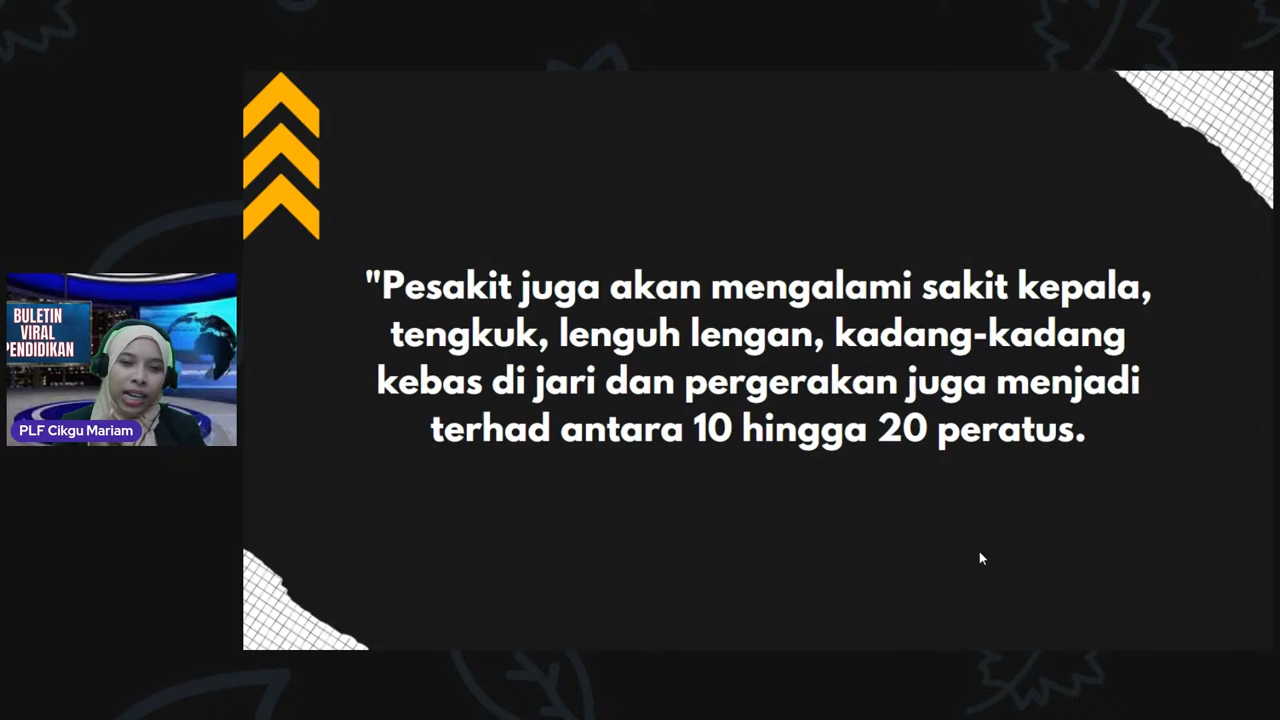 "Pesakit juga akan mengalami sakit kepala,
tengkuk, lenguh lengan, kadang-kadang
kebas di jari dan pergerakan juga menjadi
terhad antara 10 hingga 20 peratus.
BULETIN
VIRAL
PENDIDIKAN
PLF Cikgu Mariam